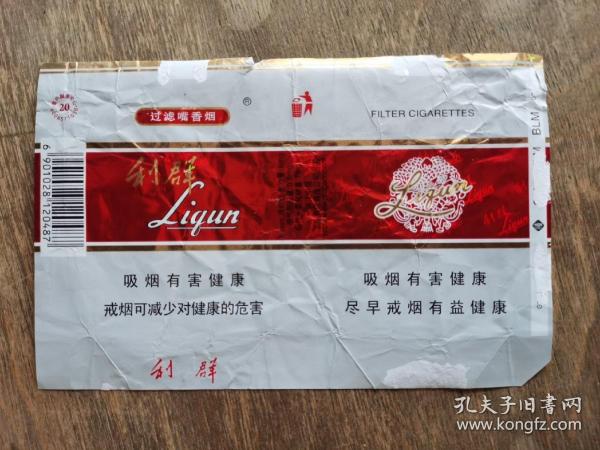 20
过滤嘴香烟
®
FILTER CIGARETTES
BLM
6 901028 120487
利群
Liqun
Liqun
吸烟有害健康
戒烟可减少对健康的危害
吸烟有害健康
尽早戒烟有益健康
利群
孔夫子旧书网
www.kongfz.com